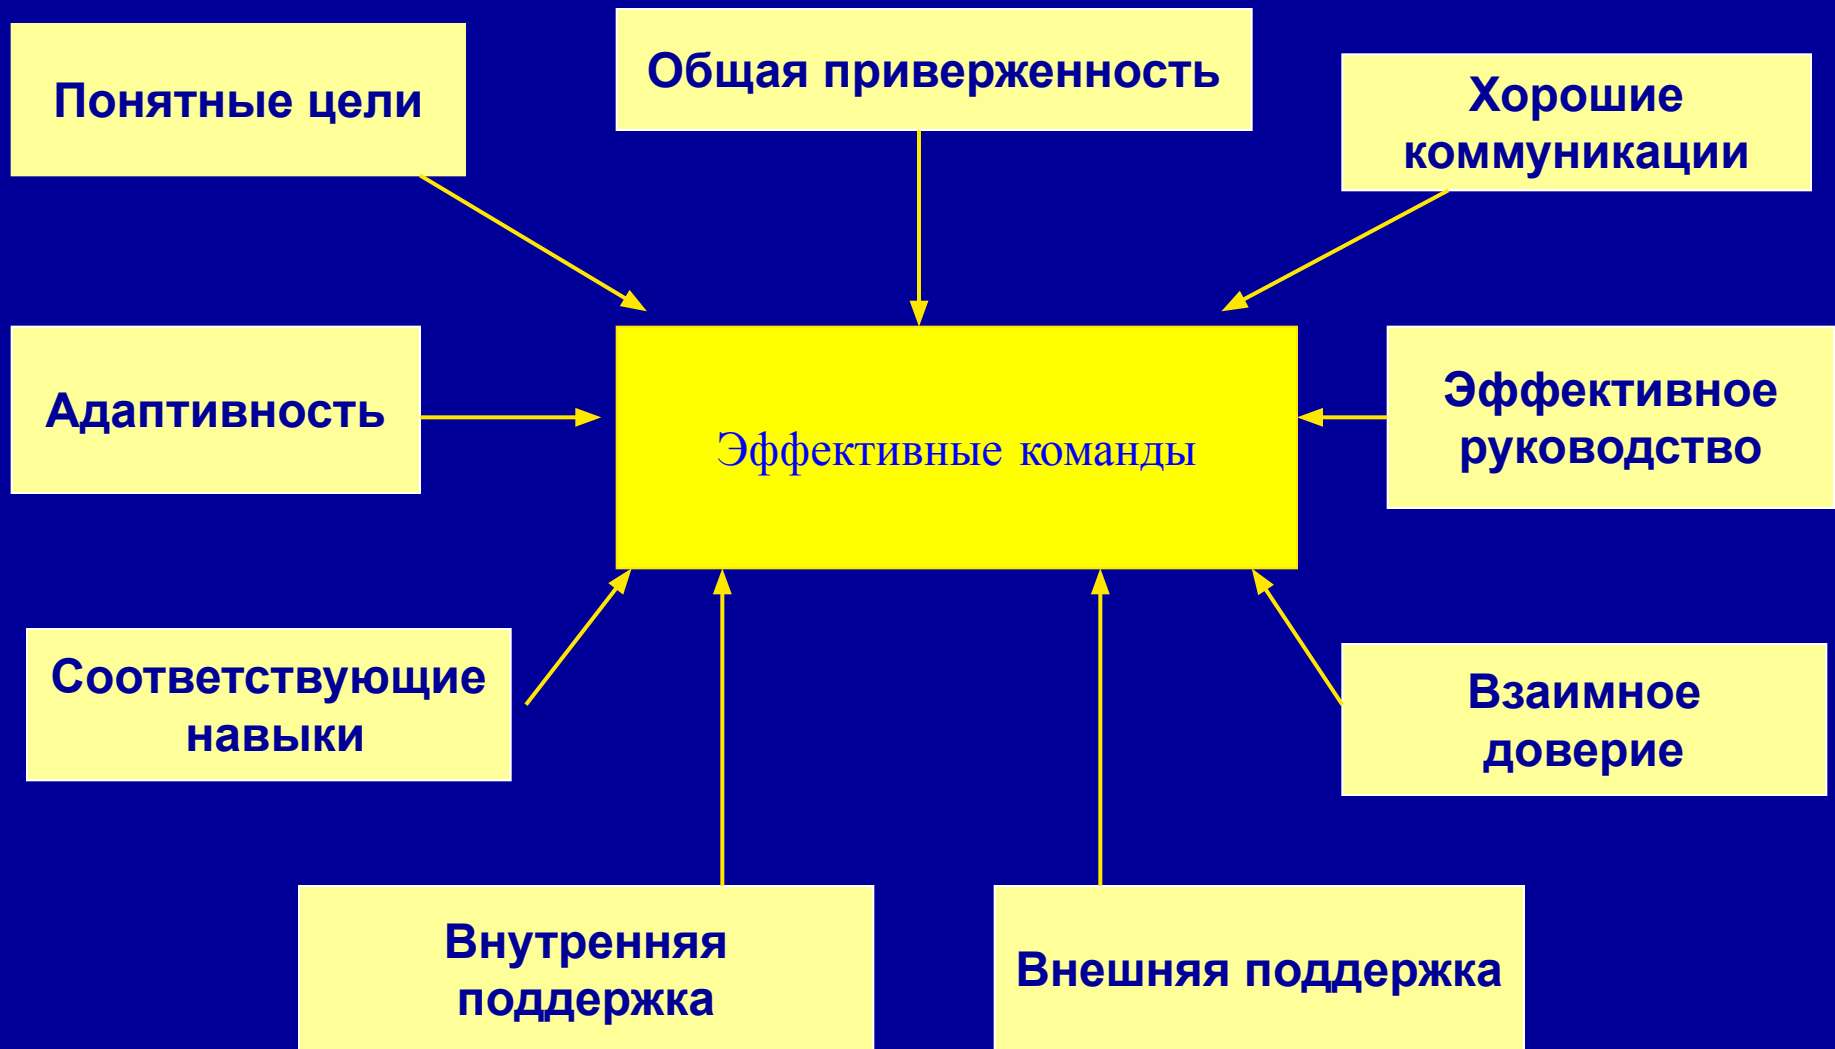 Понятные цели
Общая приверженность
Хорошие
коммуникации
Адаптивность
Эффективные команды
Эффективное
руководство
Соответствующие
навыки
Взаимное
доверие
Внутренняя
поддержка
Внешняя поддержка